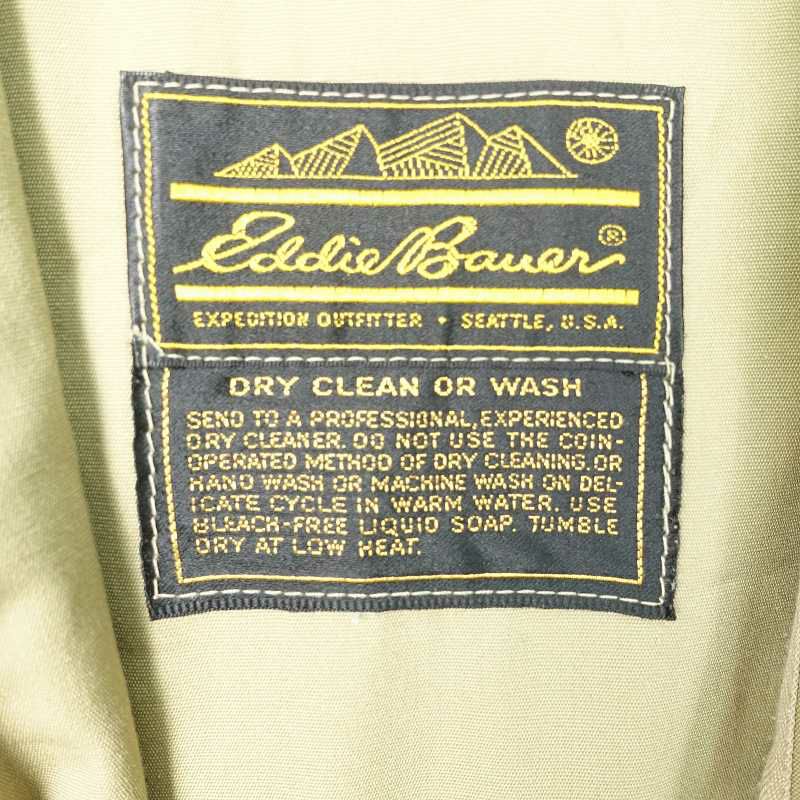 Eddie Bauer®
EXPEDITION OUTFITTER • SEATTLE, U.S.A.
DRY CLEAN OR WASH
SEND TO A PROFESSIONAL, EXPERIENCED
DRY CLEANER. DO NOT USE THE COIN-
OPERATED METHOD OF DRY CLEANING. OR
HAND WASH OR MACHINE WASH ON DEL-
ICATE CYCLE IN WARM WATER. USE
BLEACH-FREE LIQUID SOAP. TUMBLE
DRY AT LOW HEAT.